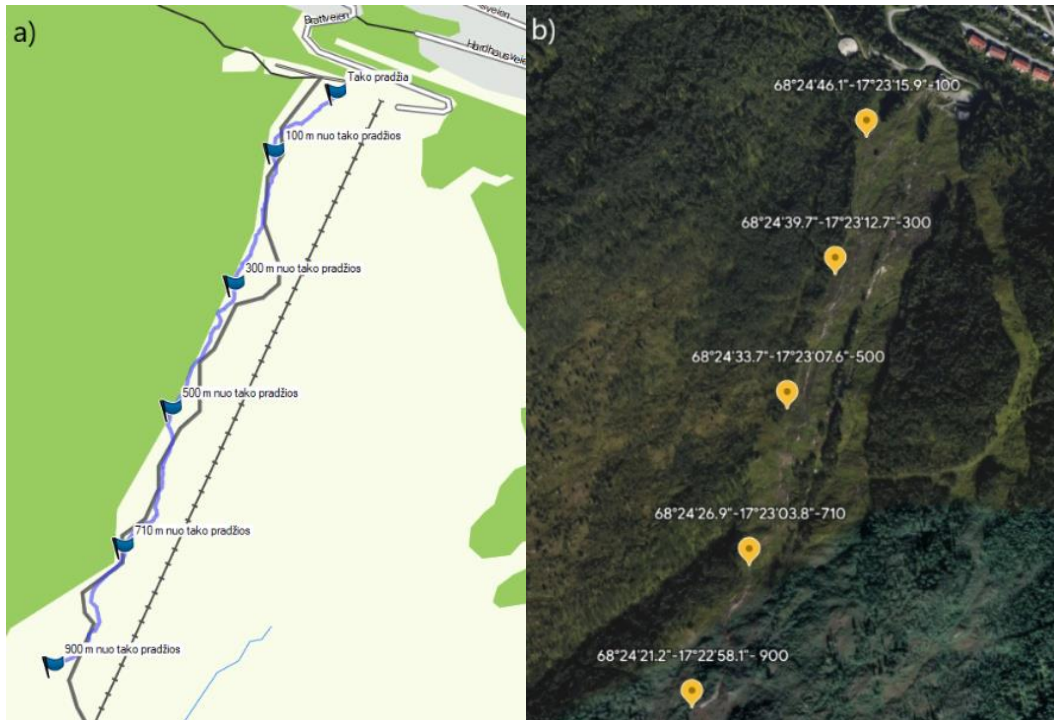 a)
Brattveien
Tako pradžia
100 m nuo tako pradžios
300 m nuo tako pradžios
500 m nuo tako pradžios
710 m nuo tako pradžios
900 m nuo tako pradžios
b)
68°24'46.1"-17°23'15.9"-100
68°24'39.7"-17°23'12.7"-300
68°24'33.7"-17°23'07.6"-500
68°24'26.9"-17°23'03.8"-710
68°24'21.2"-17°22'58.1"- 900